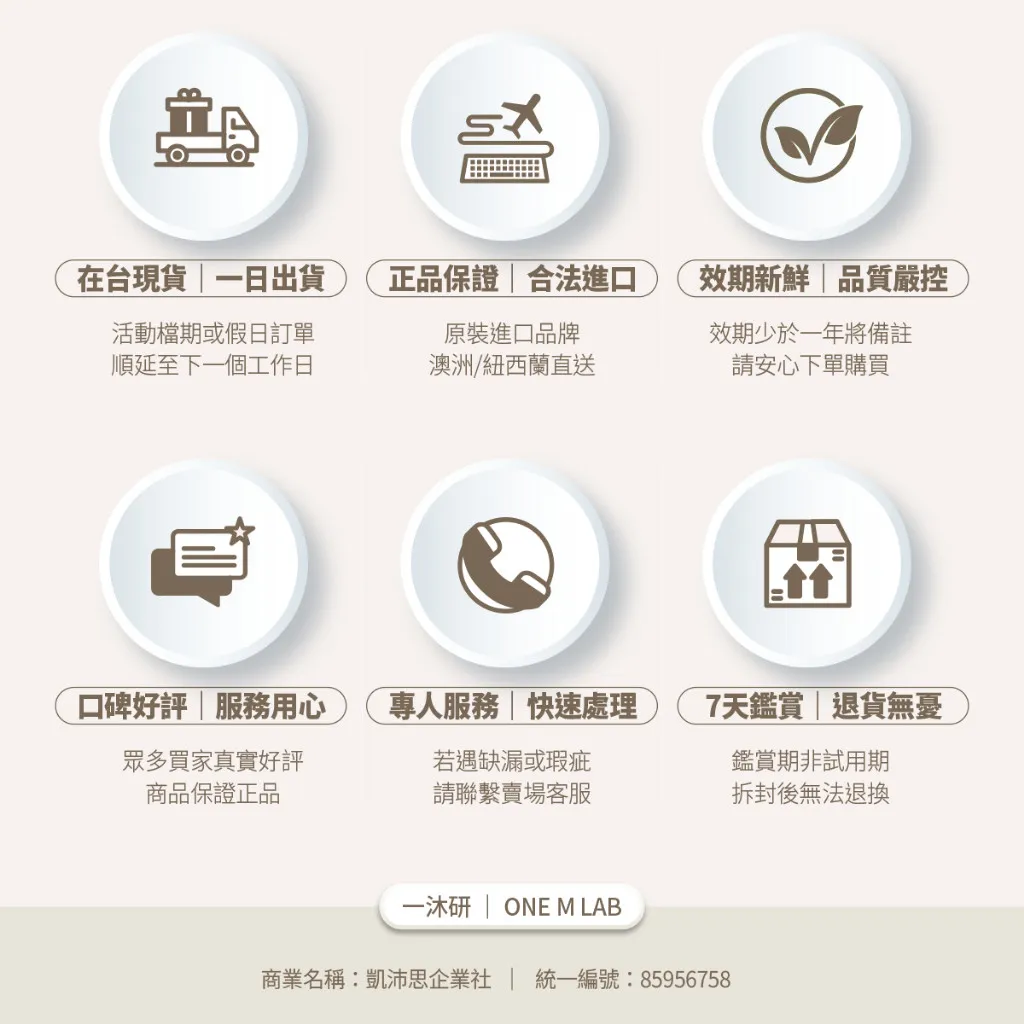 在台現貨｜一日出貨
活動檔期或假日訂單
順延至下一個工作日
正品保證｜合法進口
原裝進口品牌
澳洲/紐西蘭直送
效期新鮮｜品質嚴控
效期少於一年將備註
請安心下單購買
口碑好評｜服務用心
眾多買家真實好評
商品保證正品
專人服務｜快速處理
若遇缺漏或瑕疵
請聯繫賣場客服
7天鑑賞｜退貨無憂
鑑賞期非試用期
拆封後無法退換
一沐研｜ONE M LAB
商業名稱：凱沛思企業社｜統一編號：85956758